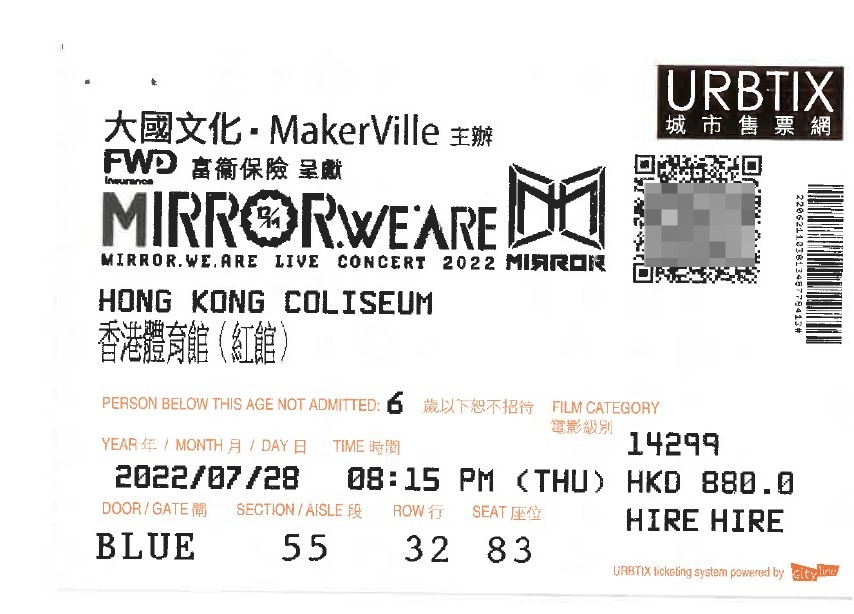 URBTIX
城市售票網
大國文化·MakerVille 主辦
FWD 富衛保險 呈獻
Insurance
MIRROR.WE ARE
MIRROR.WE.ARE LIVE CONCERT 2022 MIRROR
HONG KONG COLISEUM
香港體育館(紅館)
PERSON BELOW THIS AGE NOT ADMITTED: 6 歲以下恕不招待 FILM CATEGORY
電影級別
YEAR 年 / MONTH 月 / DAY 日 TIME 時間
14299
2022/07/28 08:15 PM (THU) HKD 880.0
DOOR / GATE 閘 SECTION / AISLE 段 ROW 行 SEAT 座位
HIRE HIRE
BLUE 55 32 83
URBTIX ticketing system powered by cityline